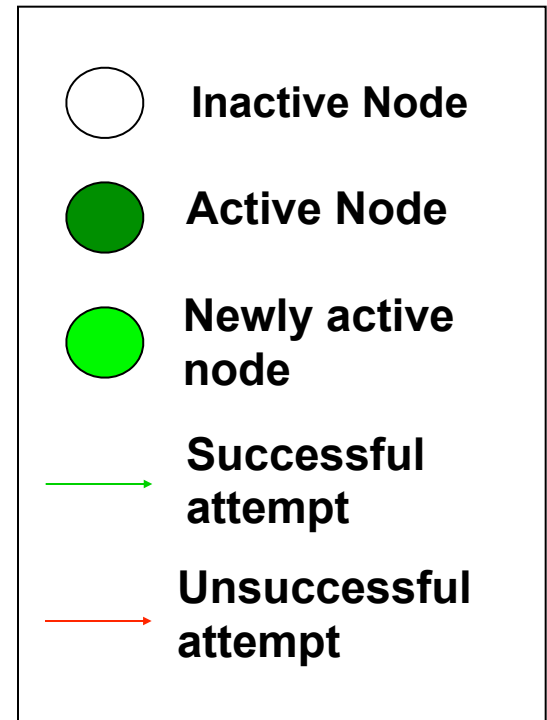 Inactive Node
Active Node
Newly active
node
Successful
attempt
Unsuccessful
attempt